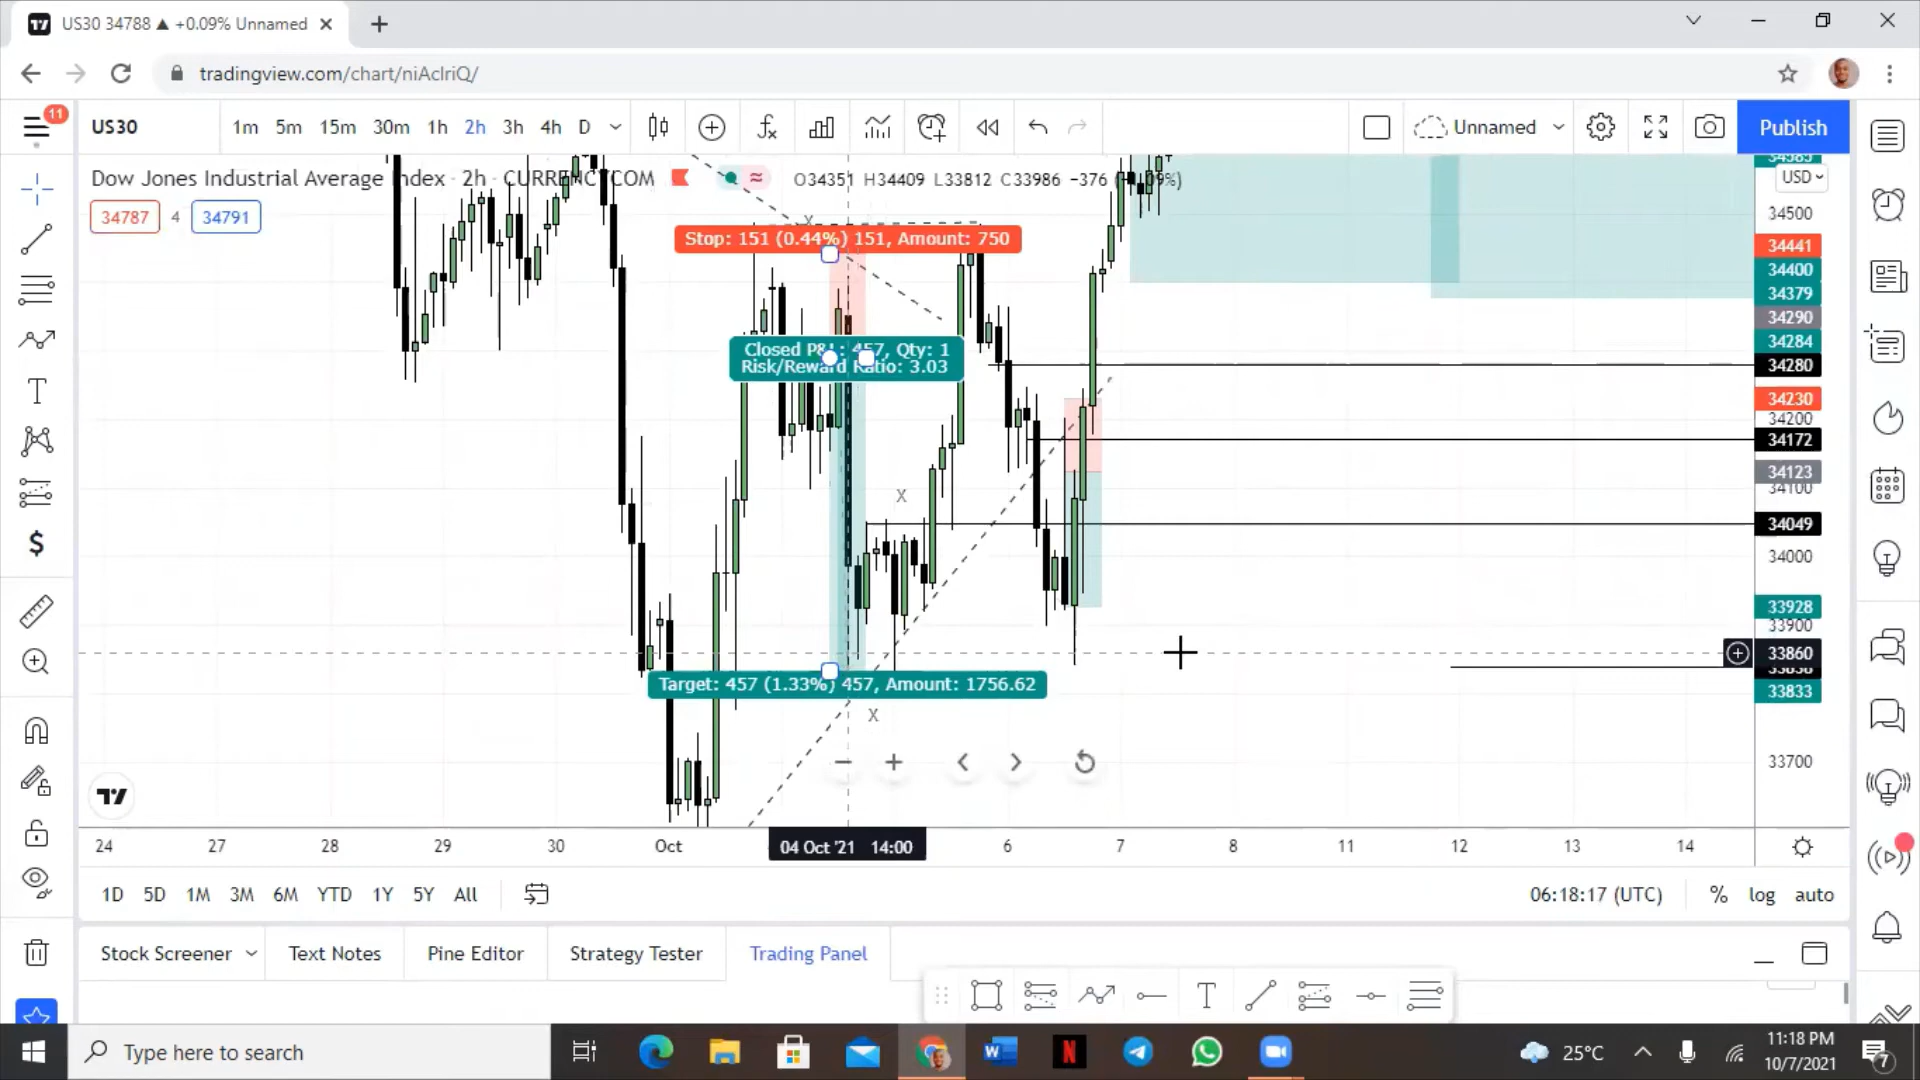 US30 34788 ▲ +0.09% Unnamed
tradingview.com/chart/niAclriQ/
11
US30
1m 5m 15m 30m 1h 2h 3h 4h D
Unnamed
Publish
Dow Jones Industrial Average Index · 2h · CURRENCYCOM
O34351 H34409 L33812 C33986 −376 (−1.09%)
USD
34787 4 34791
Stop: 151 (0.44%) 151, Amount: 750
Closed P&L: 457, Qty: 1
Risk/Reward Ratio: 3.03
Target: 457 (1.33%) 457, Amount: 1756.62
X
X
X
34585
34500
34441
34400
34379
34290
34284
34280
34230
34200
34172
34123
34100
34049
34000
33928
33900
33860
33833
33700
24 27 28 29 30 Oct 04 Oct '21 14:00 6 7 8 11 12 13 14
1D 5D 1M 3M 6M YTD 1Y 5Y All
06:18:17 (UTC) % log auto
Stock Screener Text Notes Pine Editor Strategy Tester Trading Panel
Type here to search
25°C
11:18 PM
10/7/2021
7